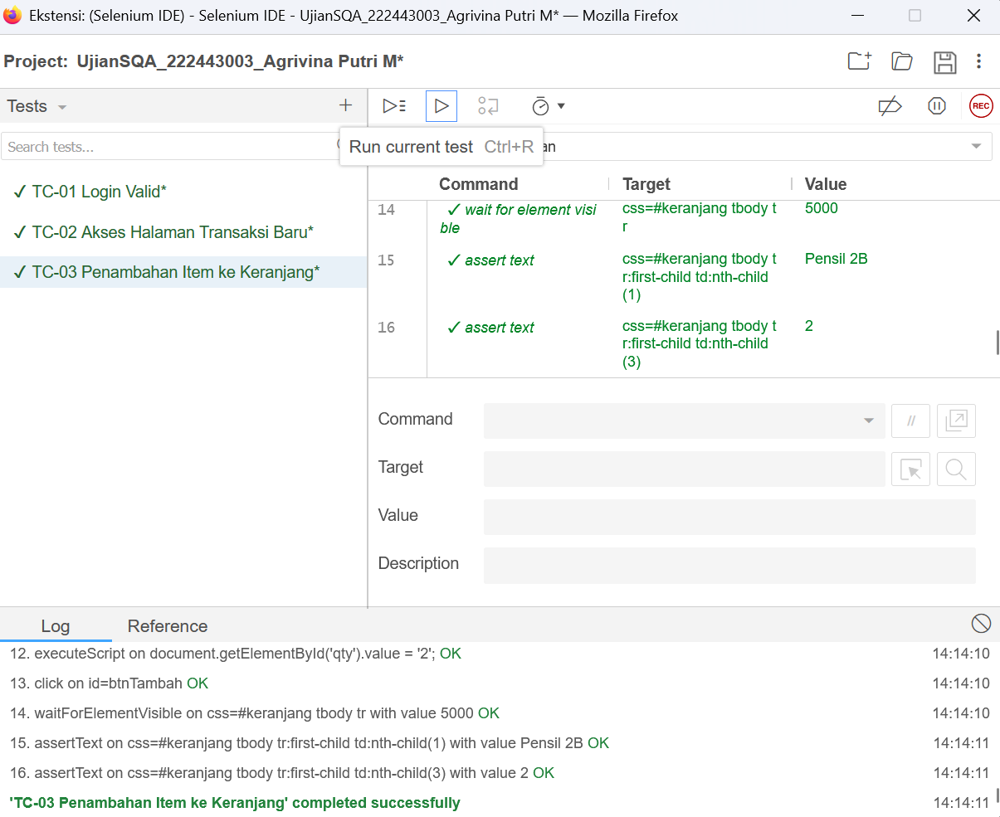 Ekstensi: (Selenium IDE) - Selenium IDE - UjianSQA_222443003_Agrivina Putri M* — Mozilla Firefox
Project: UjianSQA_222443003_Agrivina Putri M*
Tests
REC
Search tests...
Run current test Ctrl+R
an
Command Target Value
✓ TC-01 Login Valid*
✓ TC-02 Akses Halaman Transaksi Baru*
✓ TC-03 Penambahan Item ke Keranjang*
14 ✓ wait for element visi css=#keranjang tbody t 5000
ble r
15 ✓ assert text css=#keranjang tbody t Pensil 2B
r:first-child td:nth-child
(1)
16 ✓ assert text css=#keranjang tbody t 2
r:first-child td:nth-child
(3)
Command //
Target
Value
Description
Log Reference
12. executeScript on document.getElementById('qty').value = '2'; OK 14:14:10
13. click on id=btnTambah OK 14:14:10
14. waitForElementVisible on css=#keranjang tbody tr with value 5000 OK 14:14:10
15. assertText on css=#keranjang tbody tr:first-child td:nth-child(1) with value Pensil 2B OK 14:14:11
16. assertText on css=#keranjang tbody tr:first-child td:nth-child(3) with value 2 OK 14:14:11
'TC-03 Penambahan Item ke Keranjang' completed successfully 14:14:11